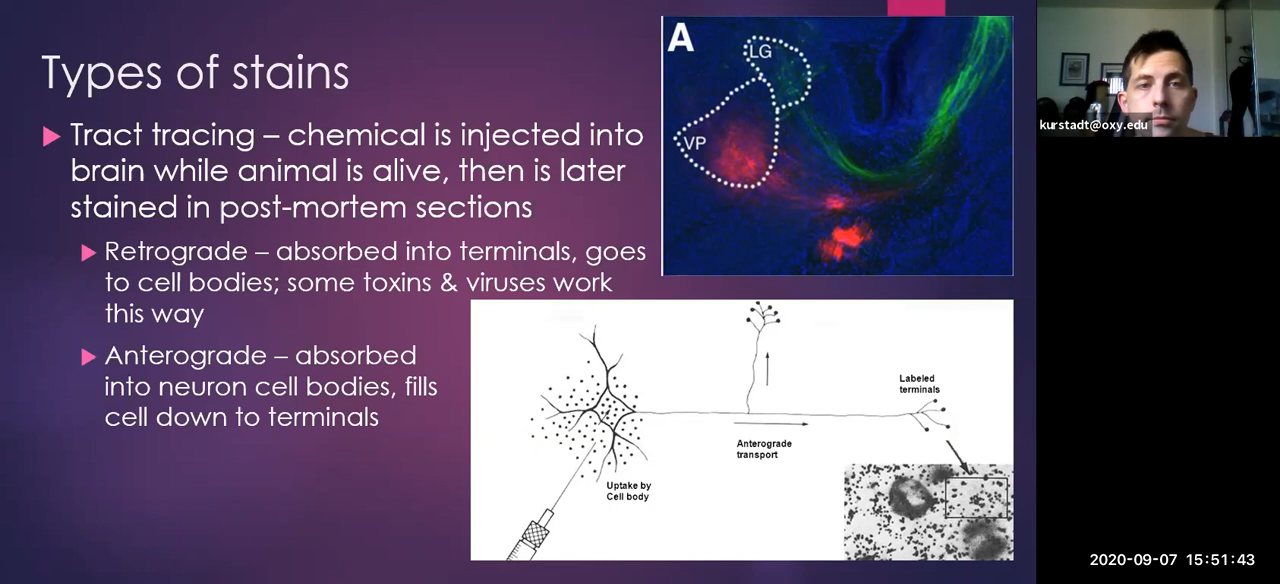 Types of stains
Tract tracing – chemical is injected into
brain while animal is alive, then is later
stained in post-mortem sections
Retrograde – absorbed into terminals, goes
to cell bodies; some toxins & viruses work
this way
Anterograde – absorbed
into neuron cell bodies, fills
cell down to terminals
A
LG
VP
Labeled
terminals
Anterograde
transport
Uptake by
Cell body
kurstadt@oxy.edu
2020-09-07 15:51:43